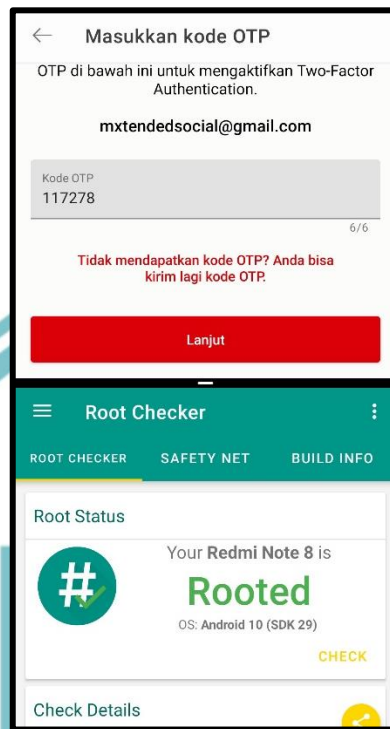 Masukkan kode OTP
OTP di bawah ini untuk mengaktifkan Two-Factor
Authentication.
mxtendedsocial@gmail.com
Kode OTP
117278
6/6
Tidak mendapatkan kode OTP? Anda bisa
kirim lagi kode OTP.
Lanjut
Root Checker
ROOT CHECKER SAFETY NET BUILD INFO
Root Status
Your Redmi Note 8 is
Rooted
OS: Android 10 (SDK 29)
CHECK
Check Details